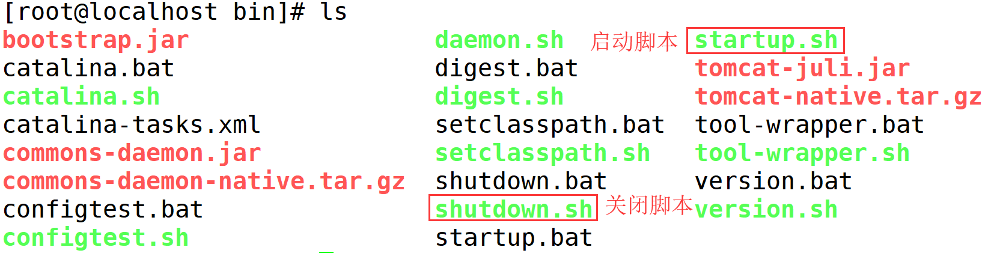 [root@localhost bin]# ls
bootstrap.jar daemon.sh 启动脚本 startup.sh
catalina.bat digest.bat tomcat-juli.jar
catalina.sh digest.sh tomcat-native.tar.gz
catalina-tasks.xml setclasspath.bat tool-wrapper.bat
commons-daemon.jar setclasspath.sh tool-wrapper.sh
commons-daemon-native.tar.gz shutdown.bat version.bat
configtest.bat shutdown.sh 关闭脚本 version.sh
configtest.sh startup.bat